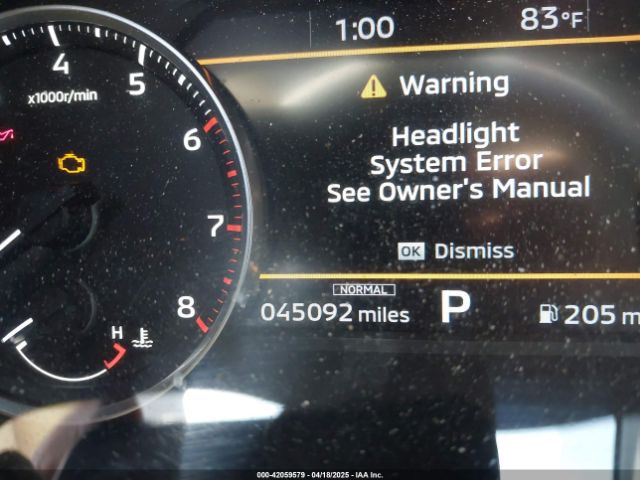 1:00 83°F
4
5
x1000r/min
6
7
8
H
Warning
Headlight
System Error
See Owner's Manual
OK Dismiss
NORMAL
045092 miles P 205 m
000-42059579 - 04/18/2025 - IAA Inc.